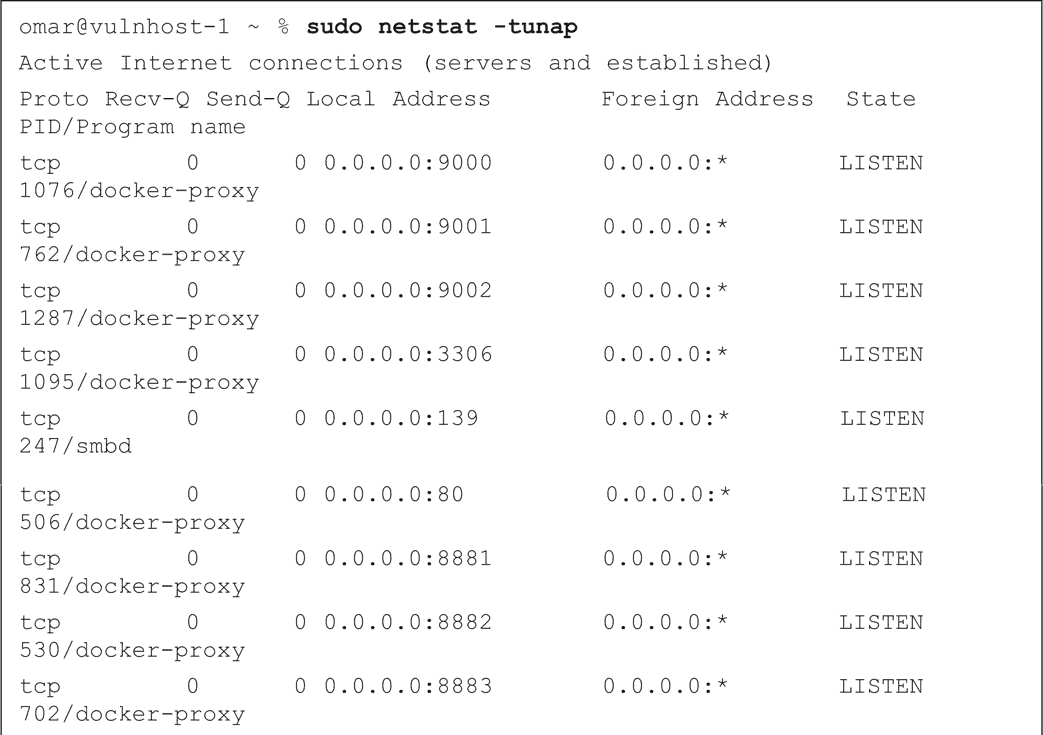 omar@vulnhost-1 ~ % sudo netstat -tunap
Active Internet connections (servers and established)
Proto Recv-Q Send-Q Local Address Foreign Address State
PID/Program name
tcp 0 0 0.0.0.0:9000 0.0.0.0:* LISTEN
1076/docker-proxy
tcp 0 0 0.0.0.0:9001 0.0.0.0:* LISTEN
762/docker-proxy
tcp 0 0 0.0.0.0:9002 0.0.0.0:* LISTEN
1287/docker-proxy
tcp 0 0 0.0.0.0:3306 0.0.0.0:* LISTEN
1095/docker-proxy
tcp 0 0 0.0.0.0:139 0.0.0.0:* LISTEN
247/smbd
tcp 0 0 0.0.0.0:80 0.0.0.0:* LISTEN
506/docker-proxy
tcp 0 0 0.0.0.0:8881 0.0.0.0:* LISTEN
831/docker-proxy
tcp 0 0 0.0.0.0:8882 0.0.0.0:* LISTEN
530/docker-proxy
tcp 0 0 0.0.0.0:8883 0.0.0.0:* LISTEN
702/docker-proxy